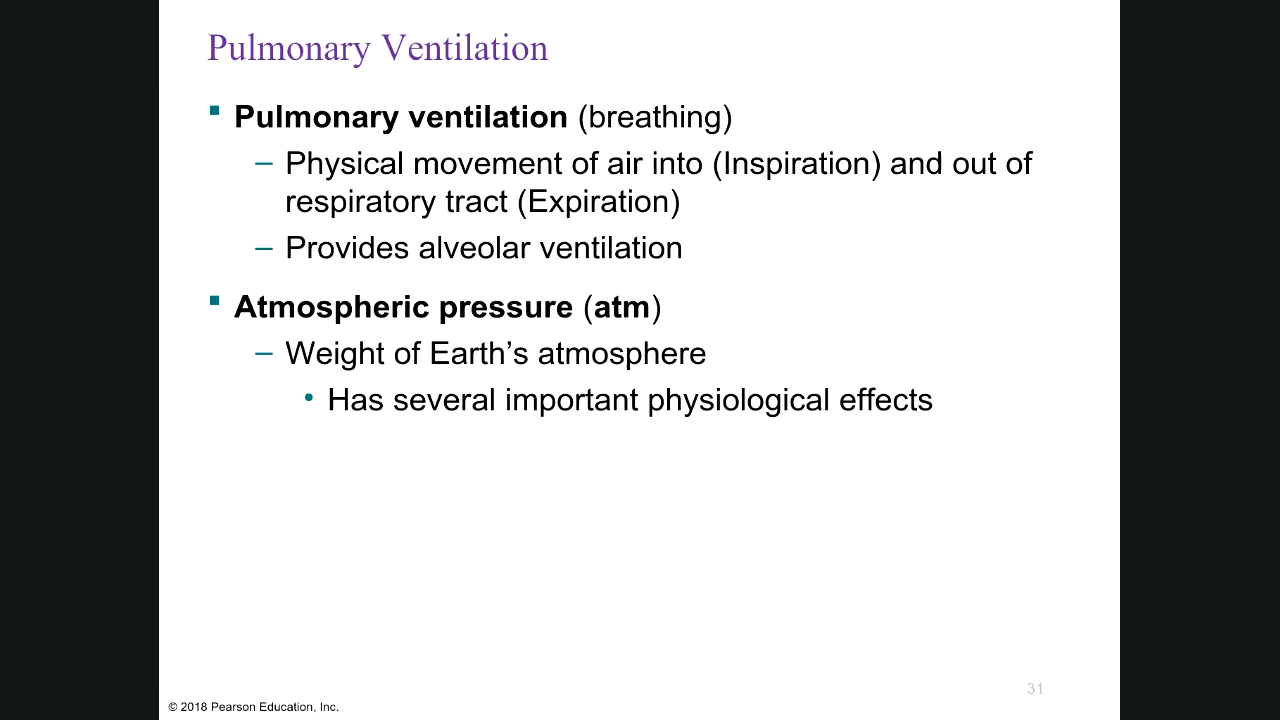 Pulmonary Ventilation
▪ Pulmonary ventilation (breathing)
– Physical movement of air into (Inspiration) and out of
respiratory tract (Expiration)
– Provides alveolar ventilation
▪ Atmospheric pressure (atm)
– Weight of Earth’s atmosphere
• Has several important physiological effects
31
© 2018 Pearson Education, Inc.